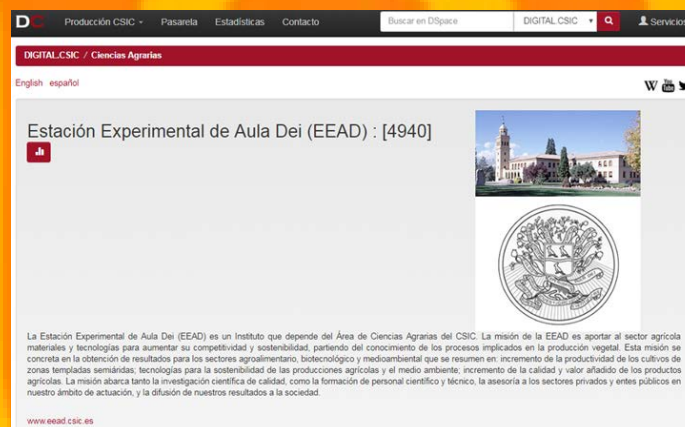 DC Producción CSIC Pasarela Estadísticas Contacto Buscar en DSpace DIGITAL.CSIC Servicios
DIGITAL.CSIC / Ciencias Agrarias
English español
Estación Experimental de Aula Dei (EEAD) : [4940]
La Estación Experimental de Aula Dei (EEAD) es un Instituto que depende del Área de Ciencias Agrarias del CSIC. La misión de la EEAD es aportar al sector agrícola
materiales y tecnologías para aumentar su competitividad y sostenibilidad, partiendo del conocimiento de los procesos implicados en la producción vegetal. Esta misión se
concreta en la obtención de resultados para los sectores agroalimentario, biotecnológico y medioambiental que se resumen en: incremento de la productividad de los cultivos de
zonas templadas semiáridas; tecnologías para la sostenibilidad de las producciones agrícolas y el medio ambiente; incremento de la calidad y valor añadido de los productos
agrícolas. La misión abarca tanto la investigación científica de calidad, como la formación de personal científico y técnico, la asesoría a los sectores privados y entes públicos en
nuestro ámbito de actuación, y la difusión de nuestros resultados a la sociedad.
www.eead.csic.es